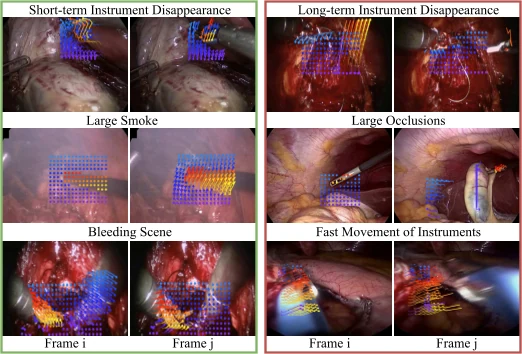 Short-term Instrument Disappearance
Large Smoke
Bleeding Scene
Frame i Frame j
Long-term Instrument Disappearance
Large Occlusions
Fast Movement of Instruments
Frame i Frame j